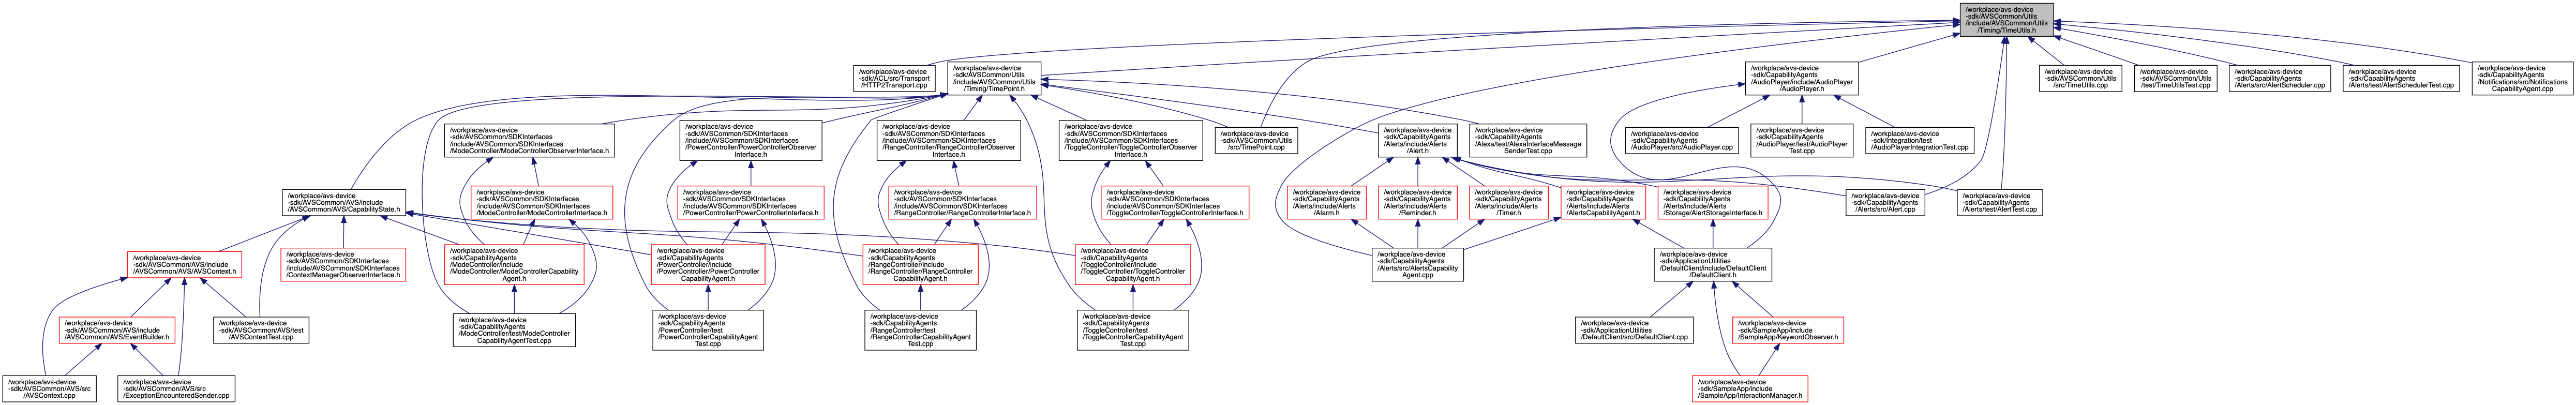 /workplace/avs-device
-sdk/AVSCommon/Utils
/include/AVSCommon/Utils
/Timing/TimeUtils.h
/workplace/avs-device
-sdk/ACL/src/Transport
/HTTP2Transport.cpp
/workplace/avs-device
-sdk/AVSCommon/Utils
/include/AVSCommon/Utils
/Timing/TimePoint.h
/workplace/avs-device
-sdk/CapabilityAgents
/AudioPlayer/include/AudioPlayer
/AudioPlayer.h
/workplace/avs-device
-sdk/AVSCommon/Utils
/src/TimeUtils.cpp
/workplace/avs-device
-sdk/AVSCommon/Utils
/test/TimeUtilsTest.cpp
/workplace/avs-device
-sdk/CapabilityAgents
/Alerts/src/AlertScheduler.cpp
/workplace/avs-device
-sdk/CapabilityAgents
/Alerts/test/AlertSchedulerTest.cpp
/workplace/avs-device
-sdk/CapabilityAgents
/Notifications/src/Notifications
CapabilityAgent.cpp
/workplace/avs-device
-sdk/AVSCommon/SDKInterfaces
/include/AVSCommon/SDKInterfaces
/ModeController/ModeControllerObserverInterface.h
/workplace/avs-device
-sdk/AVSCommon/SDKInterfaces
/include/AVSCommon/SDKInterfaces
/PowerController/PowerControllerObserver
Interface.h
/workplace/avs-device
-sdk/AVSCommon/SDKInterfaces
/include/AVSCommon/SDKInterfaces
/RangeController/RangeControllerObserver
Interface.h
/workplace/avs-device
-sdk/AVSCommon/SDKInterfaces
/include/AVSCommon/SDKInterfaces
/ToggleController/ToggleControllerObserver
Interface.h
/workplace/avs-device
-sdk/AVSCommon/Utils
/src/TimePoint.cpp
/workplace/avs-device
-sdk/CapabilityAgents
/Alerts/include/Alerts
/Alert.h
/workplace/avs-device
-sdk/CapabilityAgents
/Alexa/test/AlexaInterfaceMessage
SenderTest.cpp
/workplace/avs-device
-sdk/CapabilityAgents
/AudioPlayer/src/AudioPlayer.cpp
/workplace/avs-device
-sdk/CapabilityAgents
/AudioPlayer/test/AudioPlayer
Test.cpp
/workplace/avs-device
-sdk/Integration/test
/AudioPlayerIntegrationTest.cpp
/workplace/avs-device
-sdk/AVSCommon/AVS/include
/AVSCommon/AVS/CapabilityState.h
/workplace/avs-device
-sdk/AVSCommon/SDKInterfaces
/include/AVSCommon/SDKInterfaces
/ModeController/ModeControllerInterface.h
/workplace/avs-device
-sdk/AVSCommon/SDKInterfaces
/include/AVSCommon/SDKInterfaces
/PowerController/PowerControllerInterface.h
/workplace/avs-device
-sdk/AVSCommon/SDKInterfaces
/include/AVSCommon/SDKInterfaces
/RangeController/RangeControllerInterface.h
/workplace/avs-device
-sdk/AVSCommon/SDKInterfaces
/include/AVSCommon/SDKInterfaces
/ToggleController/ToggleControllerInterface.h
/workplace/avs-device
-sdk/CapabilityAgents
/Alerts/include/Alerts
/Alarm.h
/workplace/avs-device
-sdk/CapabilityAgents
/Alerts/include/Alerts
/Reminder.h
/workplace/avs-device
-sdk/CapabilityAgents
/Alerts/include/Alerts
/Timer.h
/workplace/avs-device
-sdk/CapabilityAgents
/Alerts/include/Alerts
/AlertsCapabilityAgent.h
/workplace/avs-device
-sdk/CapabilityAgents
/Alerts/include/Alerts
/Storage/AlertStorageInterface.h
/workplace/avs-device
-sdk/CapabilityAgents
/Alerts/src/Alert.cpp
/workplace/avs-device
-sdk/CapabilityAgents
/Alerts/test/AlertTest.cpp
/workplace/avs-device
-sdk/AVSCommon/AVS/include
/AVSCommon/AVS/AVSContext.h
/workplace/avs-device
-sdk/AVSCommon/SDKInterfaces
/include/AVSCommon/SDKInterfaces
/ContextManagerObserverInterface.h
/workplace/avs-device
-sdk/CapabilityAgents
/ModeController/include
/ModeController/ModeControllerCapability
Agent.h
/workplace/avs-device
-sdk/CapabilityAgents
/PowerController/include
/PowerController/PowerController
CapabilityAgent.h
/workplace/avs-device
-sdk/CapabilityAgents
/RangeController/include
/RangeController/RangeController
CapabilityAgent.h
/workplace/avs-device
-sdk/CapabilityAgents
/ToggleController/include
/ToggleController/ToggleController
CapabilityAgent.h
/workplace/avs-device
-sdk/CapabilityAgents
/Alerts/src/AlertsCapability
Agent.cpp
/workplace/avs-device
-sdk/ApplicationUtilities
/DefaultClient/include/DefaultClient
/DefaultClient.h
/workplace/avs-device
-sdk/AVSCommon/AVS/include
/AVSCommon/AVS/EventBuilder.h
/workplace/avs-device
-sdk/AVSCommon/AVS/test
/AVSContextTest.cpp
/workplace/avs-device
-sdk/CapabilityAgents
/ModeController/test/ModeController
CapabilityAgentTest.cpp
/workplace/avs-device
-sdk/CapabilityAgents
/PowerController/test
/PowerControllerCapabilityAgent
Test.cpp
/workplace/avs-device
-sdk/CapabilityAgents
/RangeController/test
/RangeControllerCapabilityAgent
Test.cpp
/workplace/avs-device
-sdk/CapabilityAgents
/ToggleController/test
/ToggleControllerCapabilityAgent
Test.cpp
/workplace/avs-device
-sdk/ApplicationUtilities
/DefaultClient/src/DefaultClient.cpp
/workplace/avs-device
-sdk/SampleApp/include
/SampleApp/KeywordObserver.h
/workplace/avs-device
-sdk/AVSCommon/AVS/src
/AVSContext.cpp
/workplace/avs-device
-sdk/AVSCommon/AVS/src
/ExceptionEncounteredSender.cpp
/workplace/avs-device
-sdk/SampleApp/include
/SampleApp/InteractionManager.h